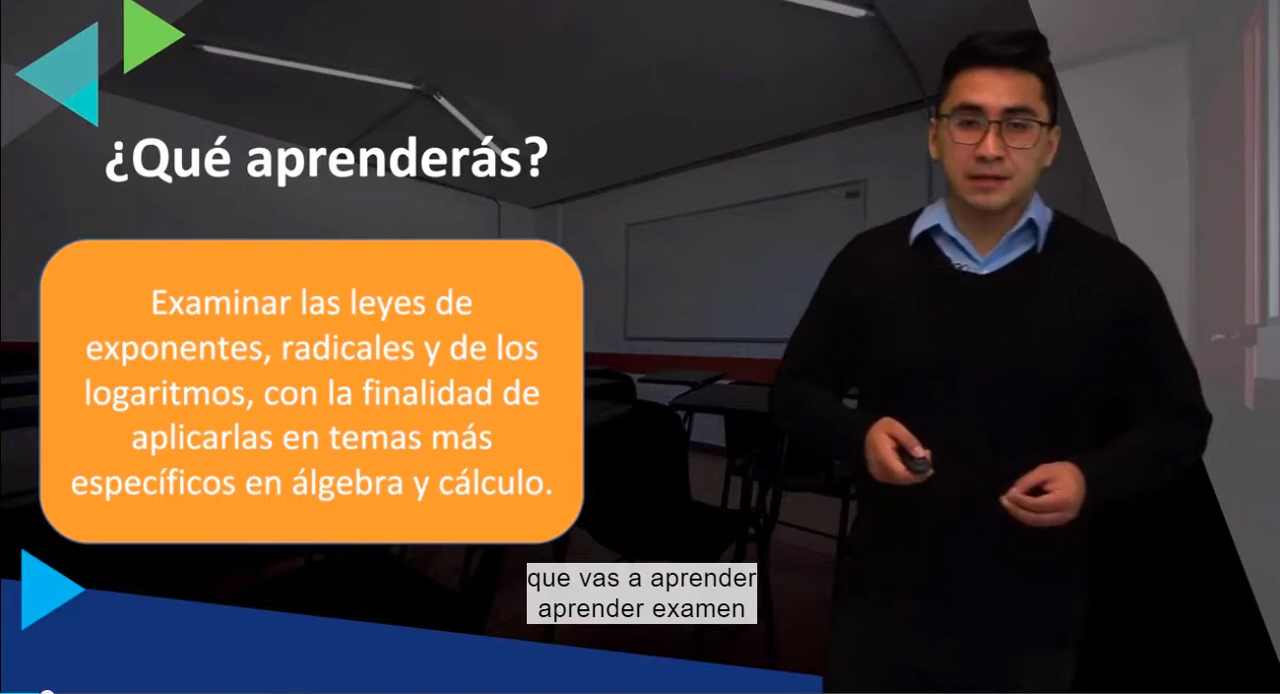 ¿Qué aprenderás?
Examinar las leyes de
exponentes, radicales y de los
logaritmos, con la finalidad de
aplicarlas en temas más
específicos en álgebra y cálculo.
que vas a aprender
aprender examen